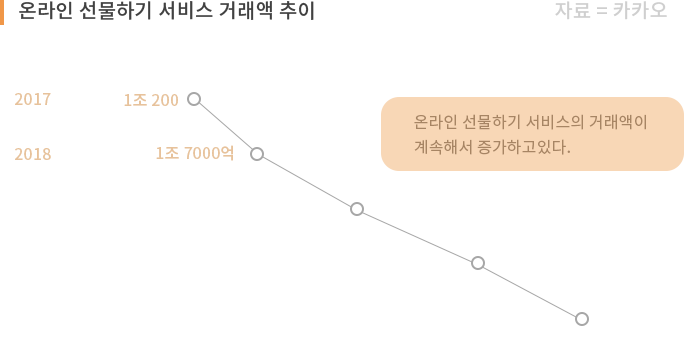 온라인 선물하기 서비스 거래액 추이
자료 = 카카오
2017 1조 200
온라인 선물하기 서비스의 거래액이
계속해서 증가하고있다.
2018 1조 7000억